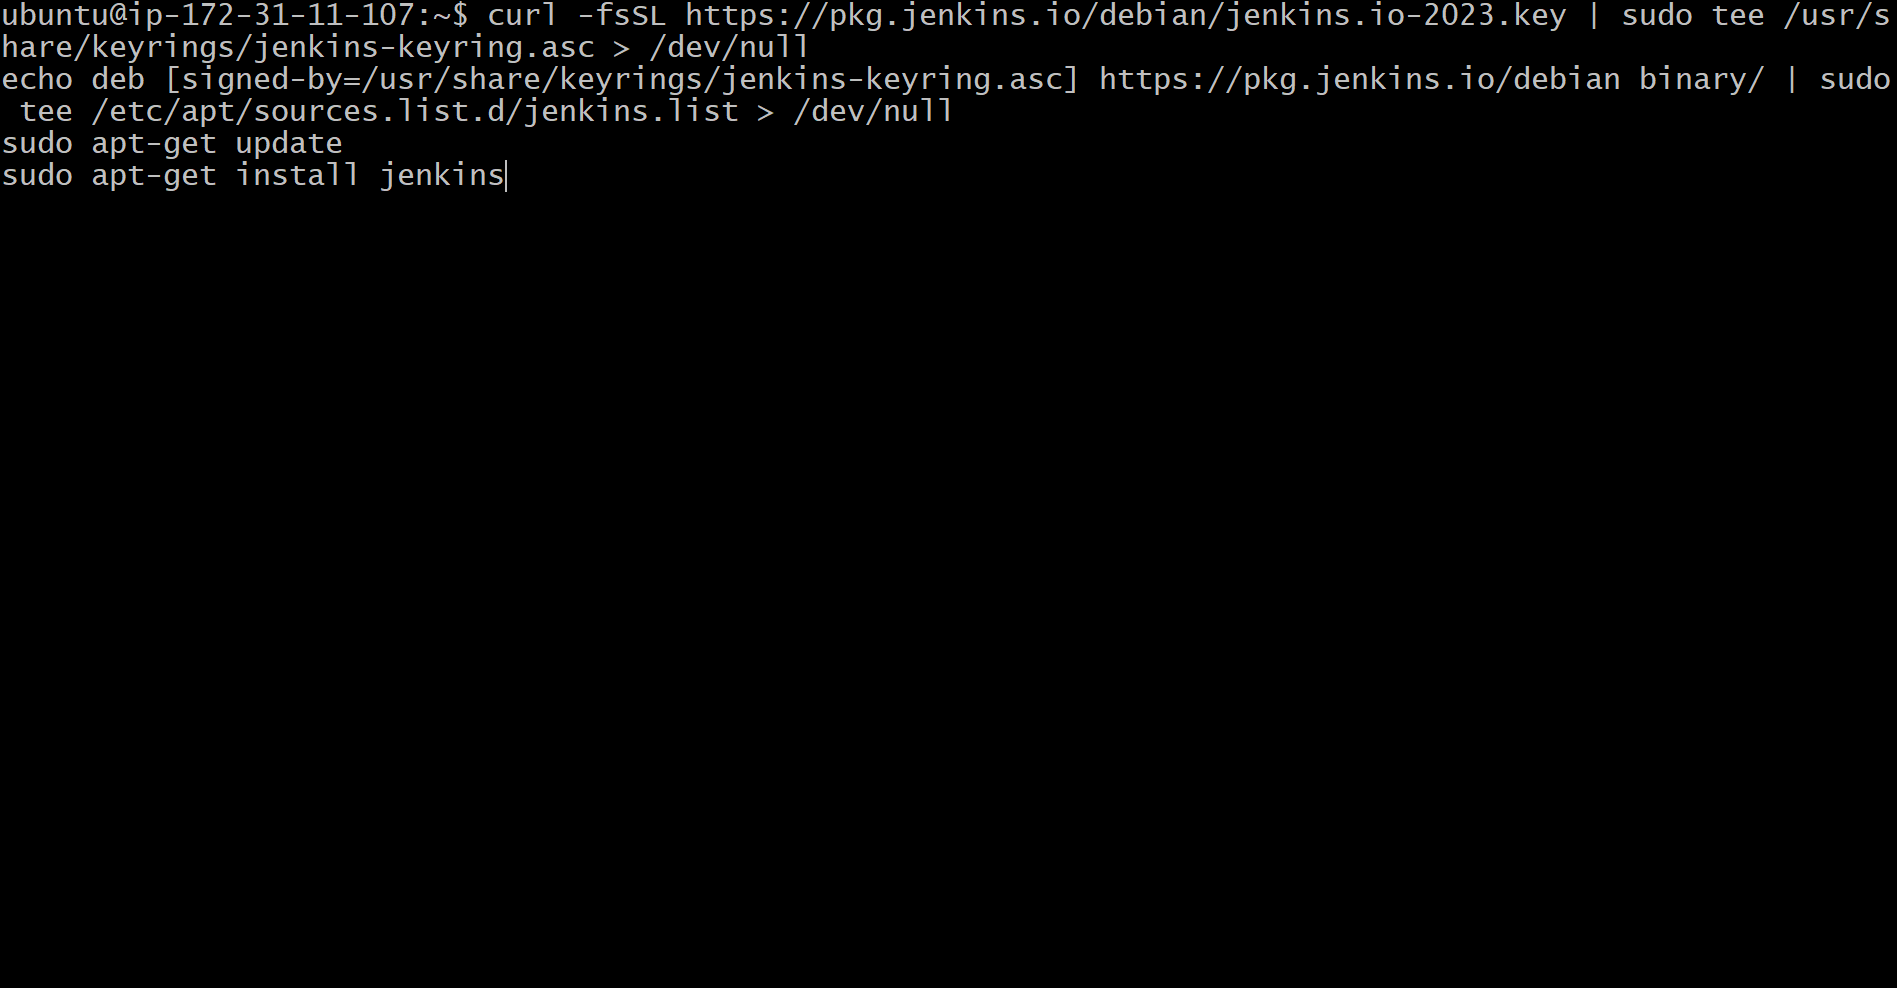 ubuntu@ip-172-31-11-107:~$ curl -fsSL https://pkg.jenkins.io/debian/jenkins.io-2023.key | sudo tee /usr/s
hare/keyrings/jenkins-keyring.asc > /dev/null
echo deb [signed-by=/usr/share/keyrings/jenkins-keyring.asc] https://pkg.jenkins.io/debian binary/ | sudo
 tee /etc/apt/sources.list.d/jenkins.list > /dev/null
sudo apt-get update
sudo apt-get install jenkins